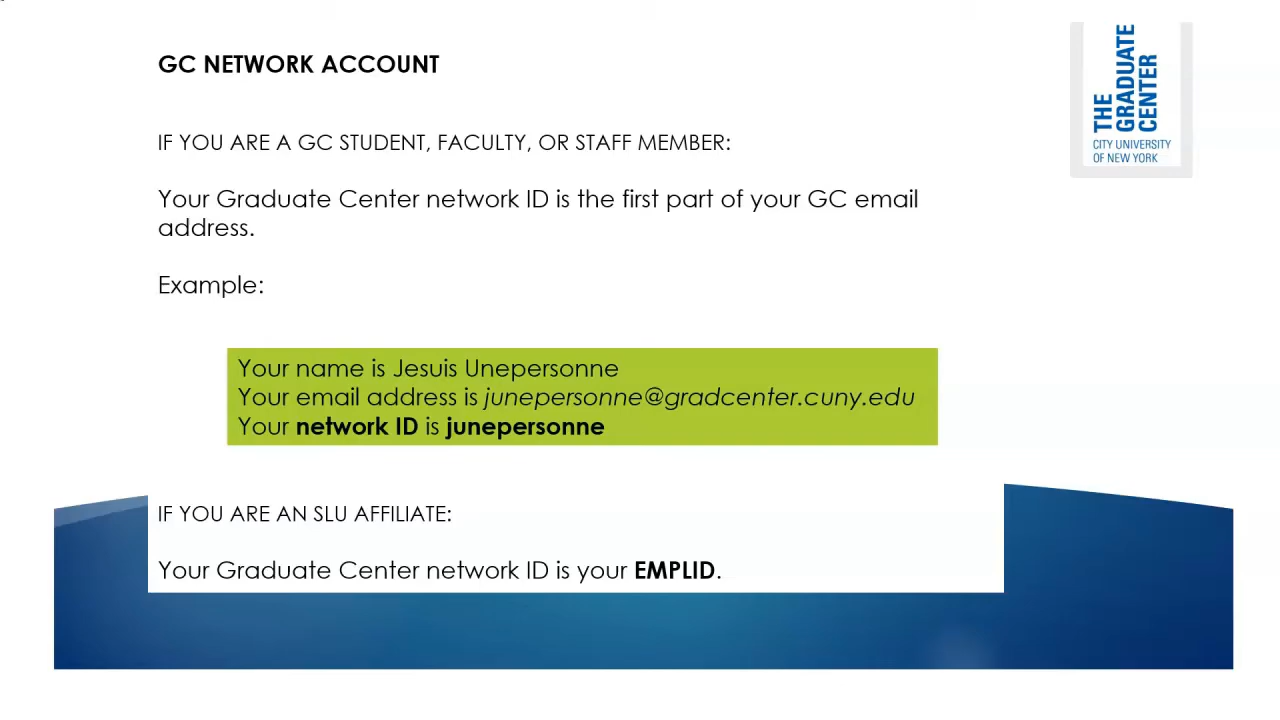 GC NETWORK ACCOUNT
IF YOU ARE A GC STUDENT, FACULTY, OR STAFF MEMBER:
Your Graduate Center network ID is the first part of your GC email
address.
Example:
Your name is Jesuis Unepersonne
Your email address is junepersonne@gradcenter.cuny.edu
Your network ID is junepersonne
IF YOU ARE AN SLU AFFILIATE:
Your Graduate Center network ID is your EMPLID.
THE
GRADUATE
CENTER
CITY UNIVERSITY
OF NEW YORK